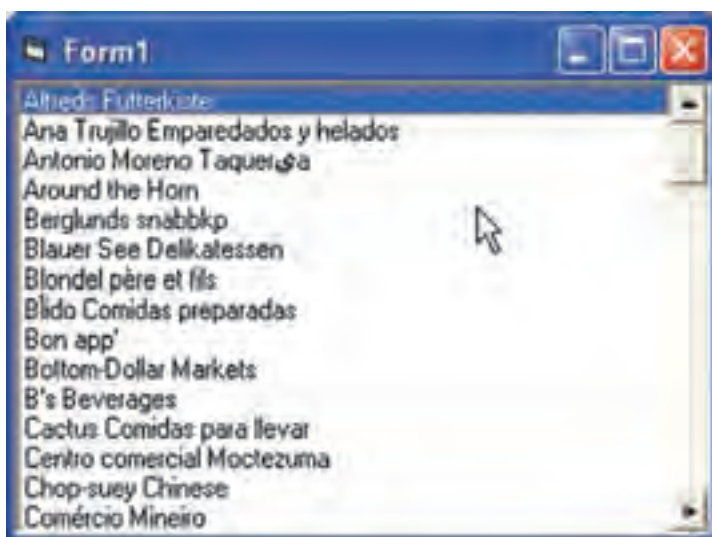 Form1
Alfreds Futterkiste
Ana Trujillo Emparedados y helados
Antonio Moreno Taquerيa
Around the Horn
Berglunds snabbkp
Blauer See Delikatessen
Blondel père et fils
Blido Comidas preparadas
Bon app'
Bottom-Dollar Markets
B's Beverages
Cactus Comidas para llevar
Centro comercial Moctezuma
Chop-suey Chinese
Comércio Mineiro